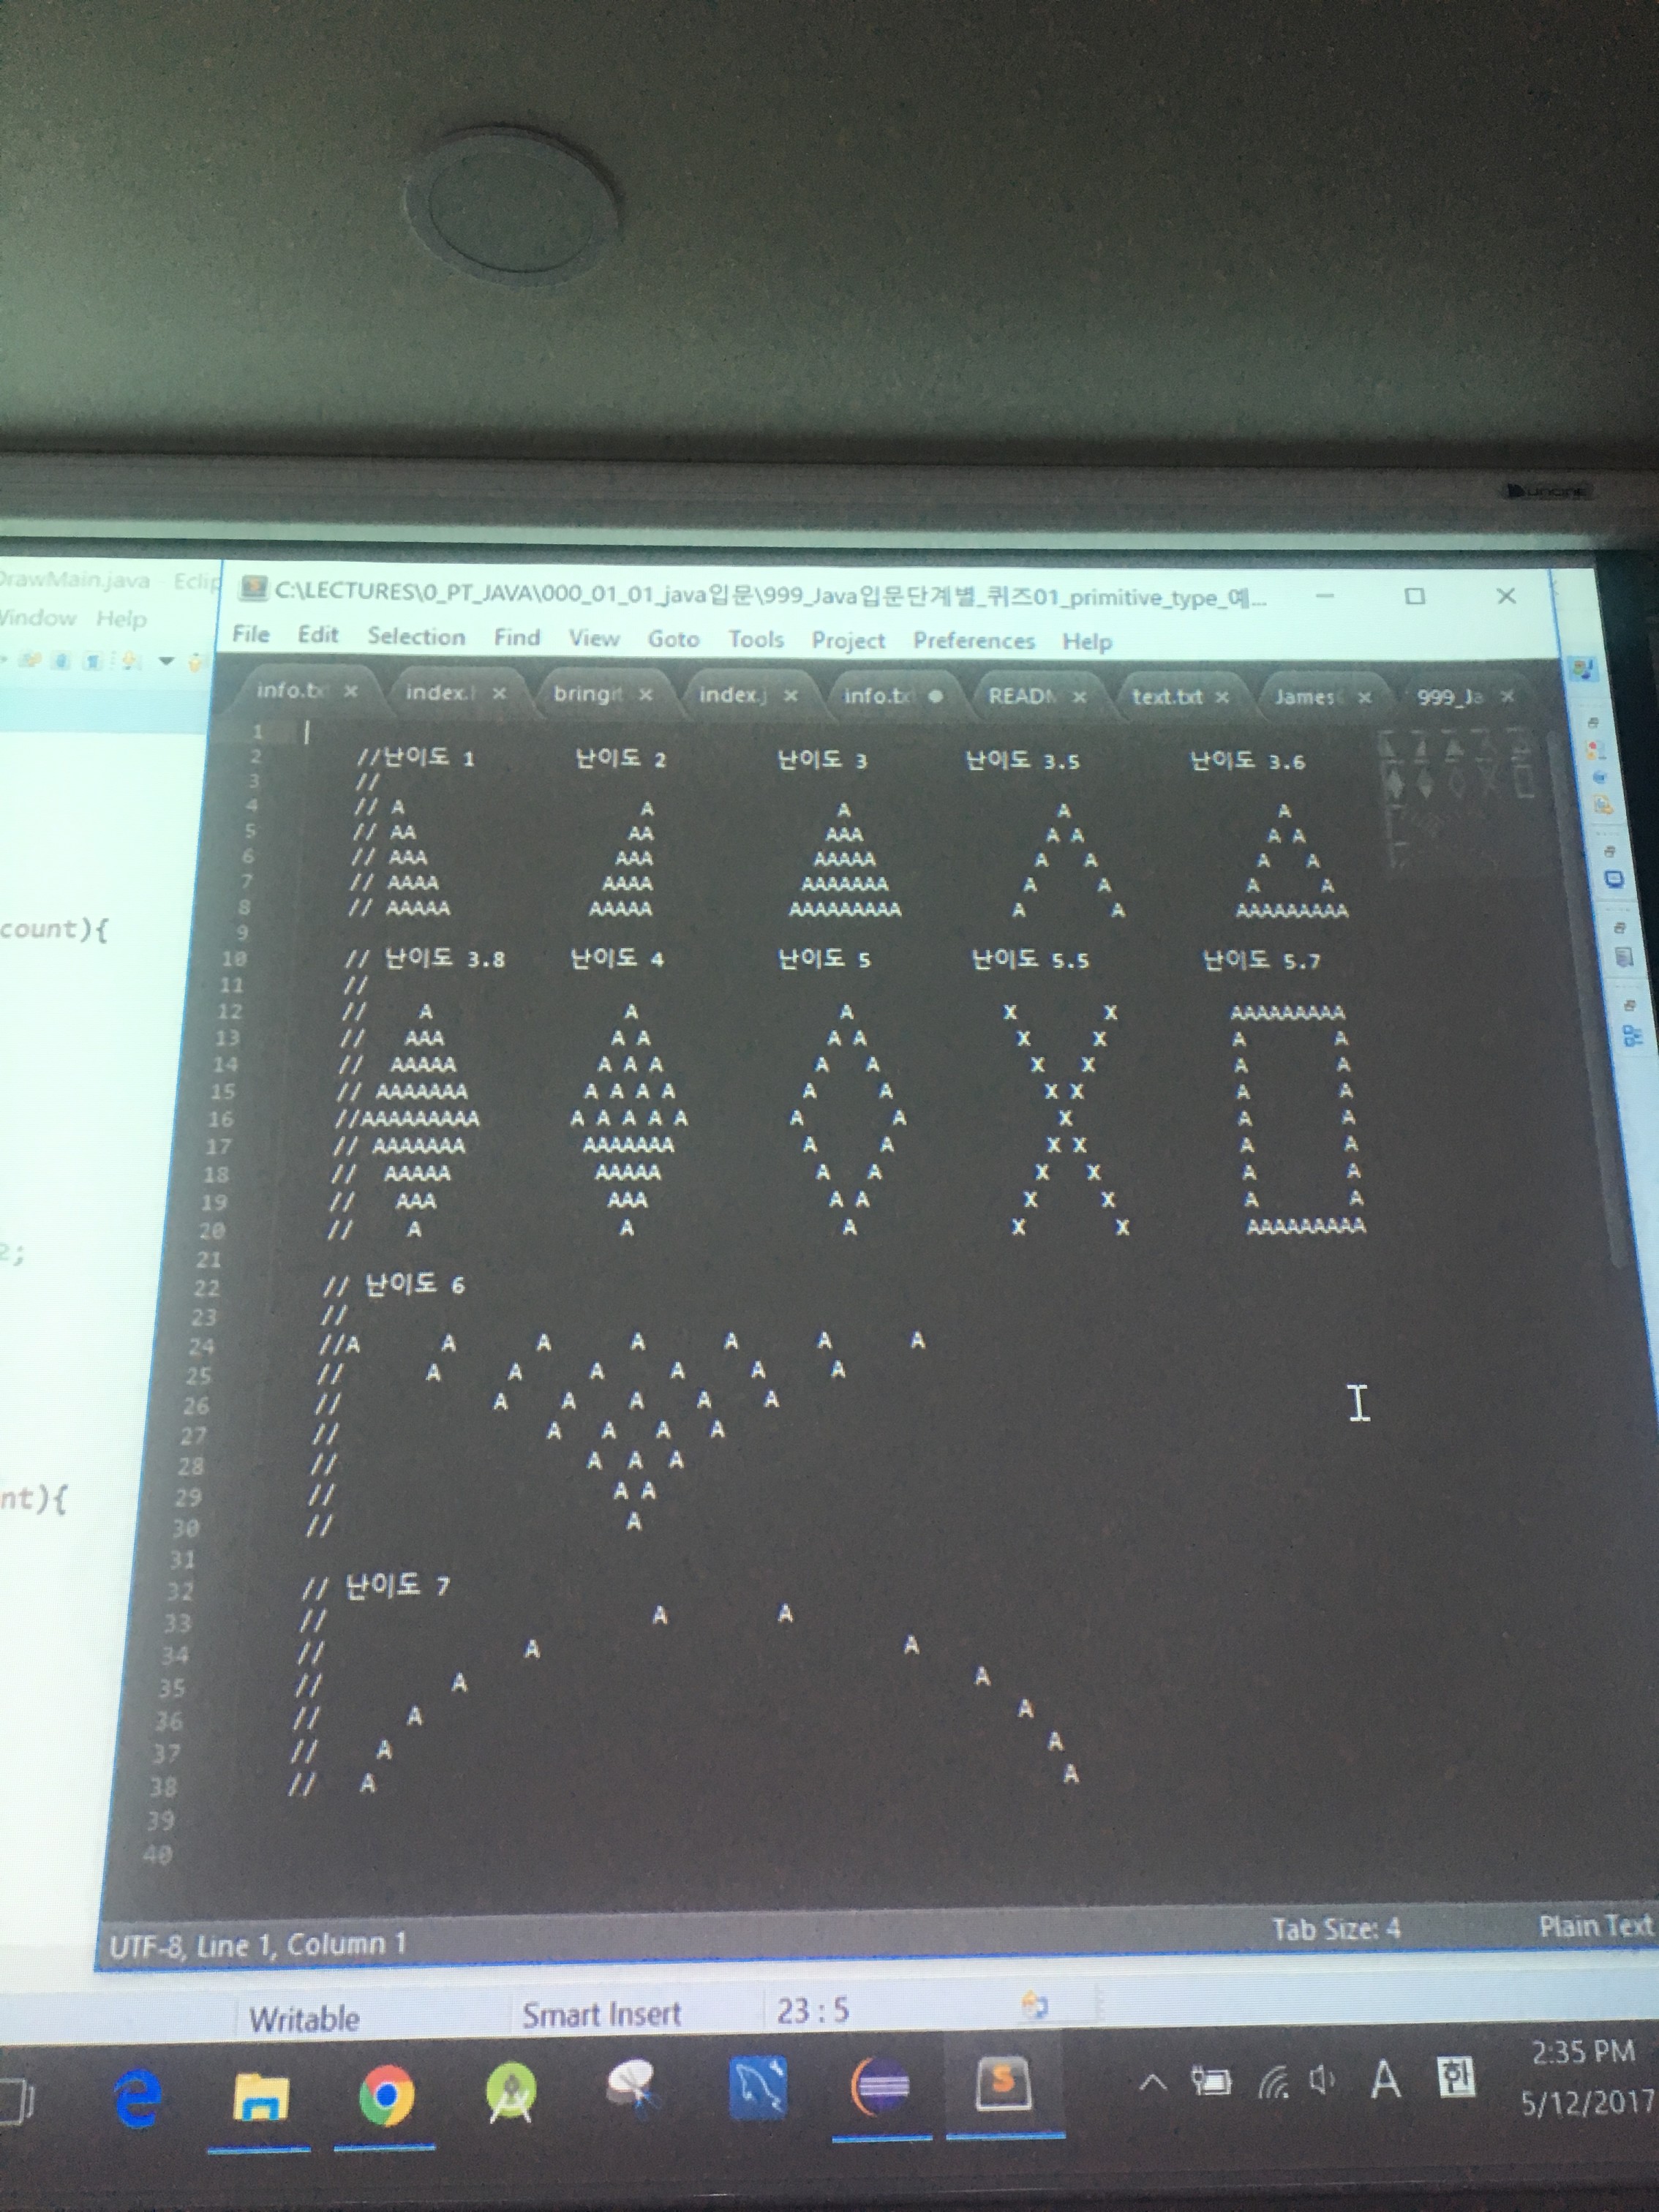 DrawMain.java - Eclip
Window Help
C:\LECTURES\0_PT_JAVA\000_01_01_java입문\999_Java입문단계별_퀴즈01_primitive_type_예...
File Edit Selection Find View Goto Tools Project Preferences Help
info.tx index. bringit index.j info.tx READM text.txt James 999_Ja
1
2 //난이도 1 난이도 2 난이도 3 난이도 3.5 난이도 3.6
3 //
4 // A A A A A
5 // AA AA AAA A A A A
6 // AAA AAA AAAAA A A A A
7 // AAAA AAAA AAAAAAA A A A A
8 // AAAAA AAAAA AAAAAAAAA A A AAAAAAAAA
9
10 // 난이도 3.8 난이도 4 난이도 5 난이도 5.5 난이도 5.7
11 //
12 // A A A X X AAAAAAAAA
13 // AAA A A A A X X A A
14 // AAAAA A A A A A X X A A
15 // AAAAAAA A A A A A A X X A A
16 //AAAAAAAAA A A A A A A A X A A
17 // AAAAAAA AAAAAAA A A X X A A
18 // AAAAA AAAAA A A X X A A
19 // AAA AAA A A X X A A
20 // A A A X X AAAAAAAAA
21
22 // 난이도 6
23 //
24 //A A A A A A A
25 // A A A A A A
26 // A A A A A
27 // A A A A
28 // A A A
29 // A A
30 // A
31
32 // 난이도 7
33 // A A
34 // A A
35 // A A
36 // A A
37 // A A
38 // A A
39
40
count){
2;
nt){
UTF-8, Line 1, Column 1 Tab Size: 4 Plain Text
Writable Smart Insert 23 : 5
A 한 2:35 PM
5/12/2017